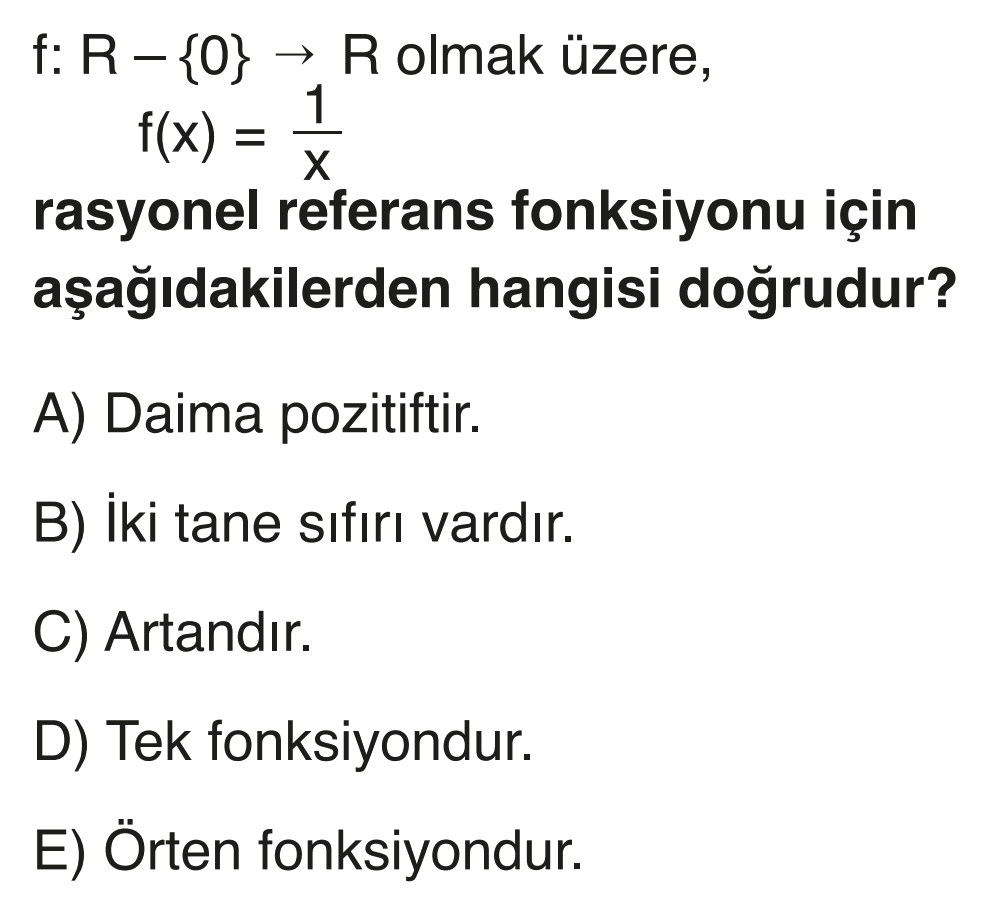 f: R – {0} → R olmak üzere,
f(x) = 1/x
rasyonel referans fonksiyonu için
aşağıdakilerden hangisi doğrudur?
A) Daima pozitiftir.
B) İki tane sıfırı vardır.
C) Artandır.
D) Tek fonksiyondur.
E) Örten fonksiyondur.